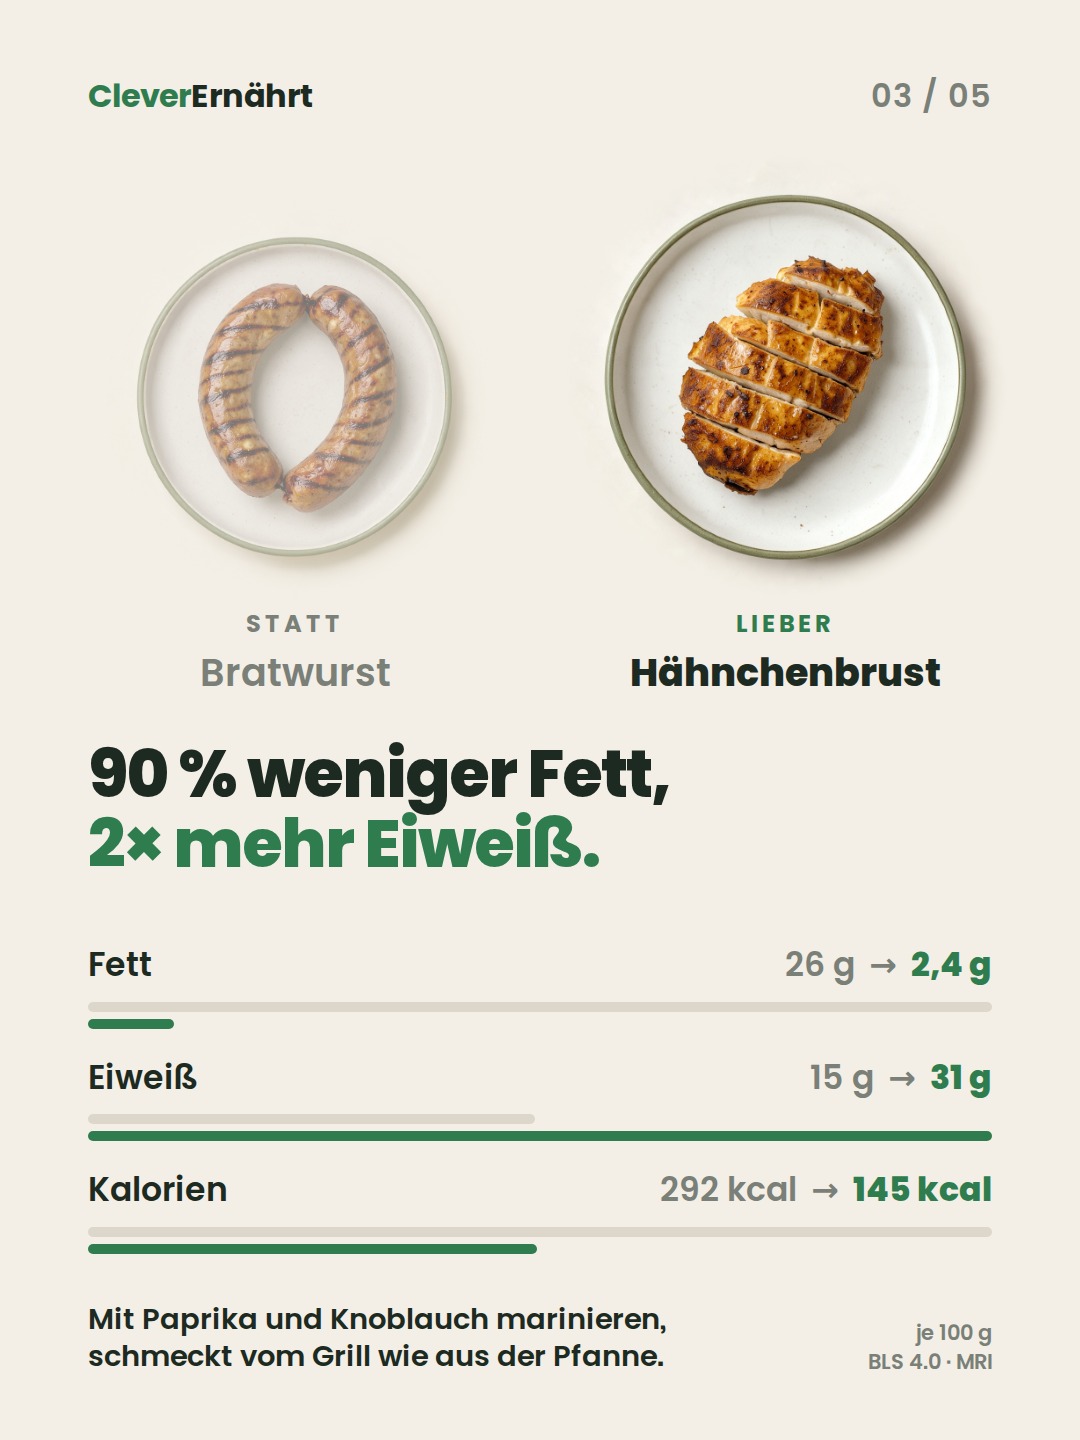 CleverErnährt
03 / 05
STATT
Bratwurst
LIEBER
Hähnchenbrust
90 % weniger Fett,
2× mehr Eiweiß.
Fett
26 g → 2,4 g
Eiweiß
15 g → 31 g
Kalorien
292 kcal → 145 kcal
Mit Paprika und Knoblauch marinieren,
schmeckt vom Grill wie aus der Pfanne.
je 100 g
BLS 4.0 · MRI